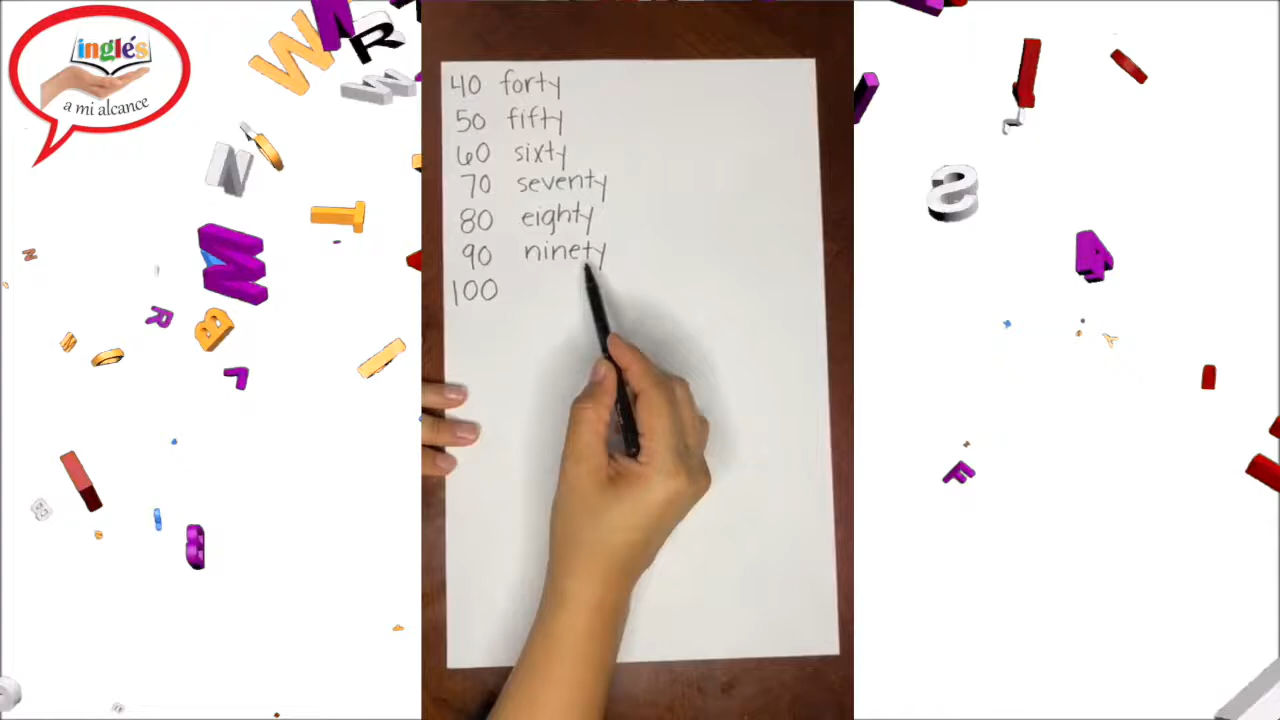 inglés
a mi alcance
40 forty
50 fifty
60 sixty
70 seventy
80 eighty
90 ninety
100